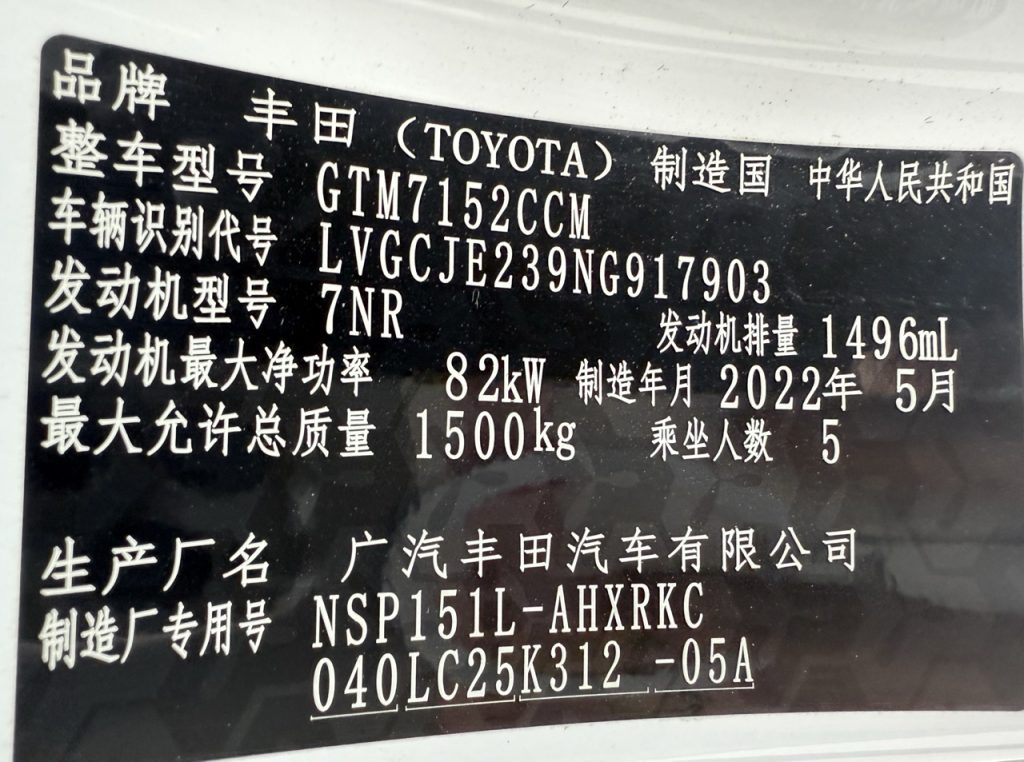 品牌 丰田（TOYOTA） 制造国 中华人民共和国
整车型号 GTM7152CCM
车辆识别代号 LVGCJE239NG917903
发动机型号 7NR 发动机排量 1496mL
发动机最大净功率 82kW 制造年月 2022年 5月
最大允许总质量 1500kg 乘坐人数 5
生产厂名 广汽丰田汽车有限公司
制造厂专用号 NSP151L-AHXRKC
040LC25K312 -05A